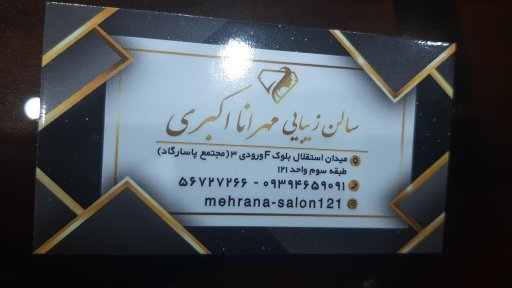 سالن زیبایی مهرانا اکبری
میدان استقلال بلوک F ورودی ۳ (مجتمع پاسارگاد)
طبقه سوم واحد ۱۲۱
۰۹۳۹۴۶۵۹۰۹۱ - ۵۶۷۲۷۲۶۶
mehrana-salon121